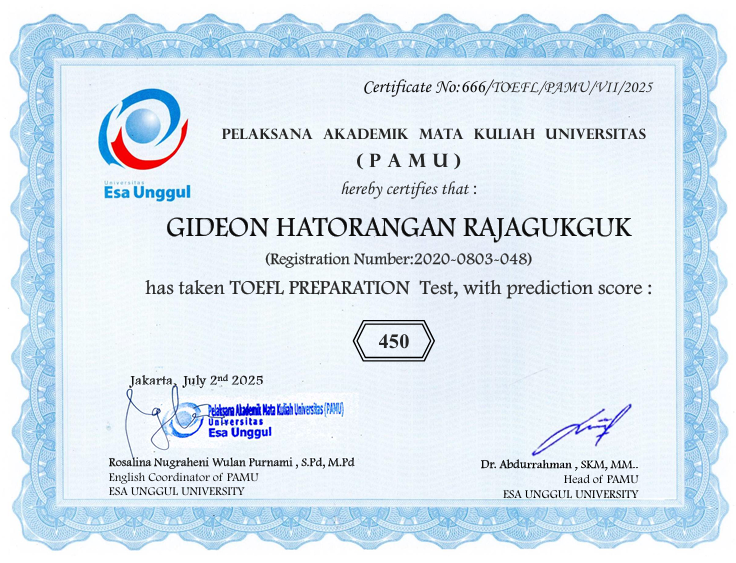 Certificate No:666/TOEFL/PAMU/VII/2025
Universitas
Esa Unggul
PELAKSANA AKADEMIK MATA KULIAH UNIVERSITAS
(PAMU)
hereby certifies that :
GIDEON HATORANGAN RAJAGUKGUK
(Registration Number:2020-0803-048)
has taken TOEFL PREPARATION Test, with prediction score :
450
Jakarta, July 2nd 2025
Pelaksana Akademik Mata Kuliah Universitas (PAMU)
Universitas
Esa Unggul
Rosalina Nugraheni Wulan Purnami , S.Pd, M.Pd
English Coordinator of PAMU
ESA UNGGUL UNIVERSITY
Dr. Abdurrahman , SKM, MM..
Head of PAMU
ESA UNGGUL UNIVERSITY